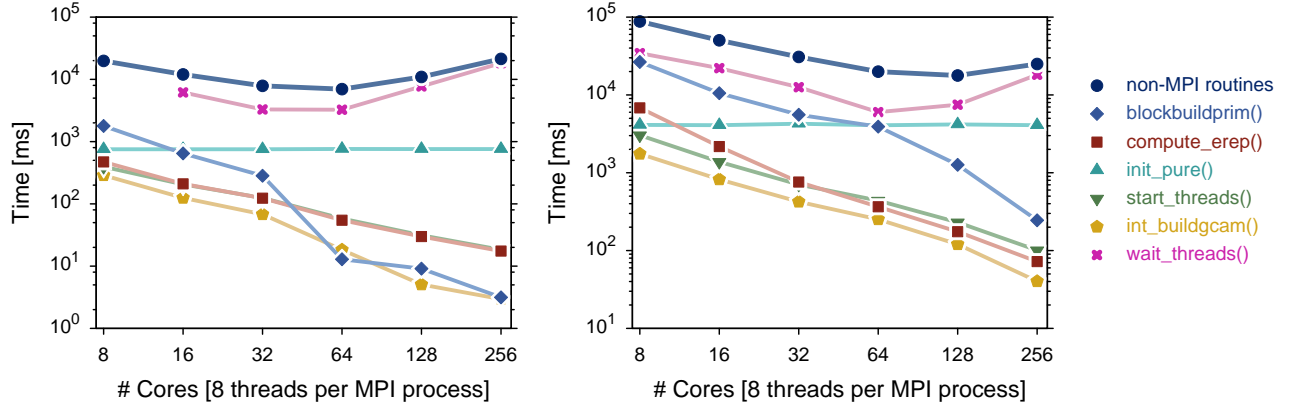 10^5
10^4
10^3
10^2
10^1
10^0
Time [ms]
8 16 32 64 128 256
# Cores [8 threads per MPI process]
10^5
10^4
10^3
10^2
10^1
Time [ms]
8 16 32 64 128 256
# Cores [8 threads per MPI process]
non-MPI routines
blockbuildprim()
compute_erep()
init_pure()
start_threads()
int_buildgcam()
wait_threads()